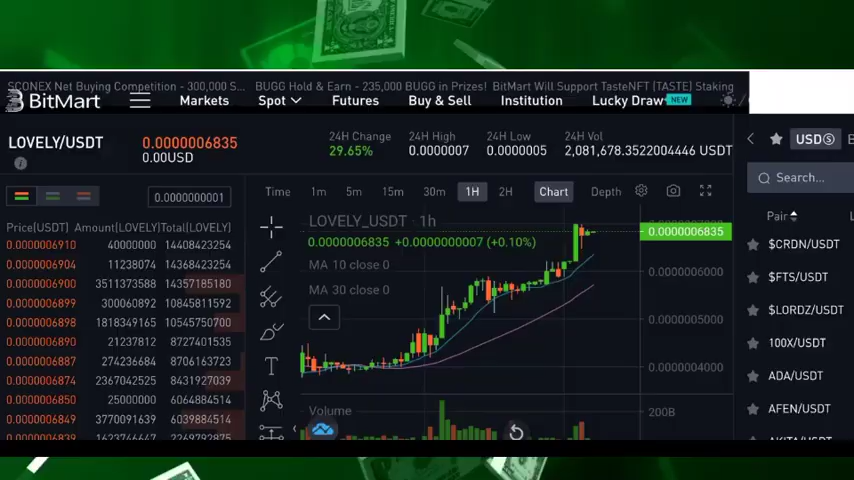 SCONEX Net Buying Competition - 300,000 S... BUGG Hold & Earn - 235,000 BUGG in Prizes! BitMart Will Support TasteNFT (TASTE) Staking
BitMart Markets Spot Futures Buy & Sell Institution Lucky Draw NEW
LOVELY/USDT 0.0000006835 0.00USD
24H Change 29.65%
24H High 0.0000007
24H Low 0.0000005
24H Vol 2,081,678.3522004446 USDT
USDⓈ
Search...
0.0000000001
Time 1m 5m 15m 30m 1H 2H Chart Depth
Price(USDT) Amount(LOVELY) Total(LOVELY)
0.0000006910 40000000 14408423254
0.0000006904 11238074 14368423254
0.0000006900 3511373588 14357185180
0.0000006899 300060892 10845811592
0.0000006898 1818349165 10545750700
0.0000006890 21237812 8727401535
0.0000006887 274236684 8706163723
0.0000006874 2367042525 8431927039
0.0000006850 25000000 6064884514
0.0000006849 3770091639 6039884514
0.0000006839 1623746647 2269792875
LOVELY_USDT · 1h
0.0000006835 +0.0000000007 (+0.10%)
MA 10 close 0
MA 30 close 0
0.0000006835
0.0000006000
0.0000005000
0.0000004000
Volume
200B
Pair
$CRDN/USDT
$FTS/USDT
$LORDZ/USDT
100X/USDT
ADA/USDT
AFEN/USDT
AKITA/USDT